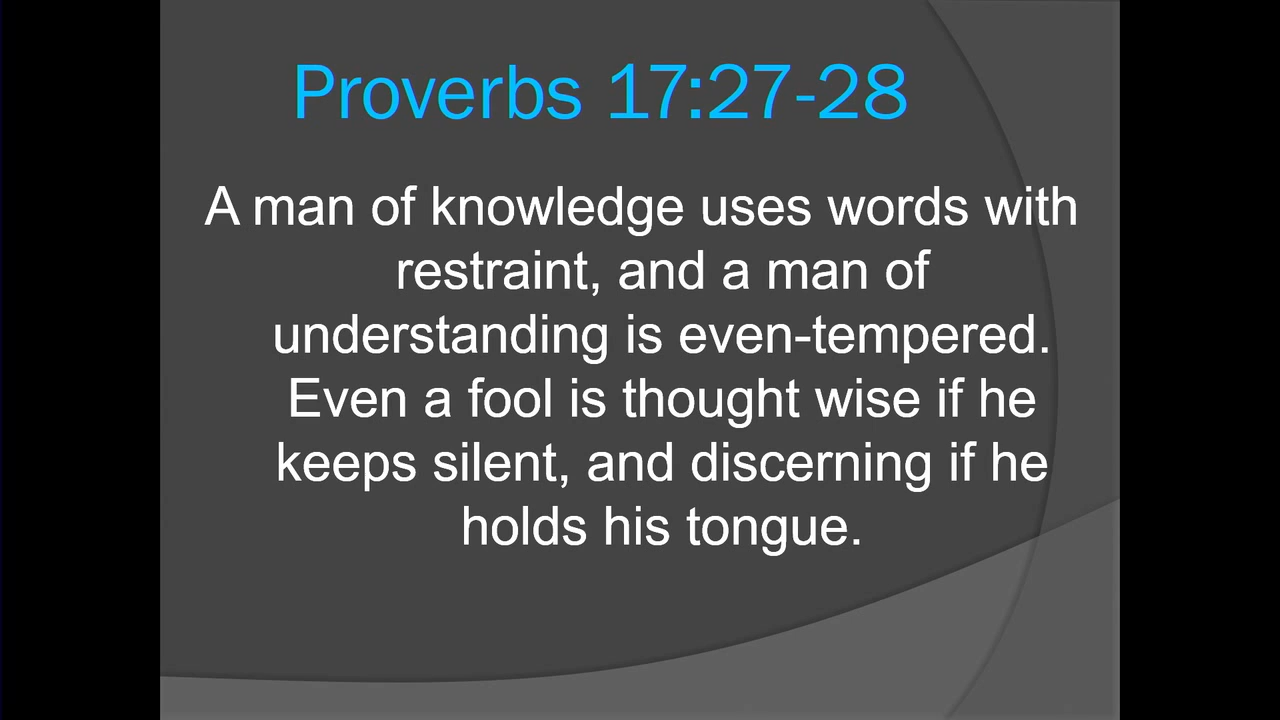 Proverbs 17:27-28
A man of knowledge uses words with
restraint, and a man of
understanding is even-tempered.
Even a fool is thought wise if he
keeps silent, and discerning if he
holds his tongue.